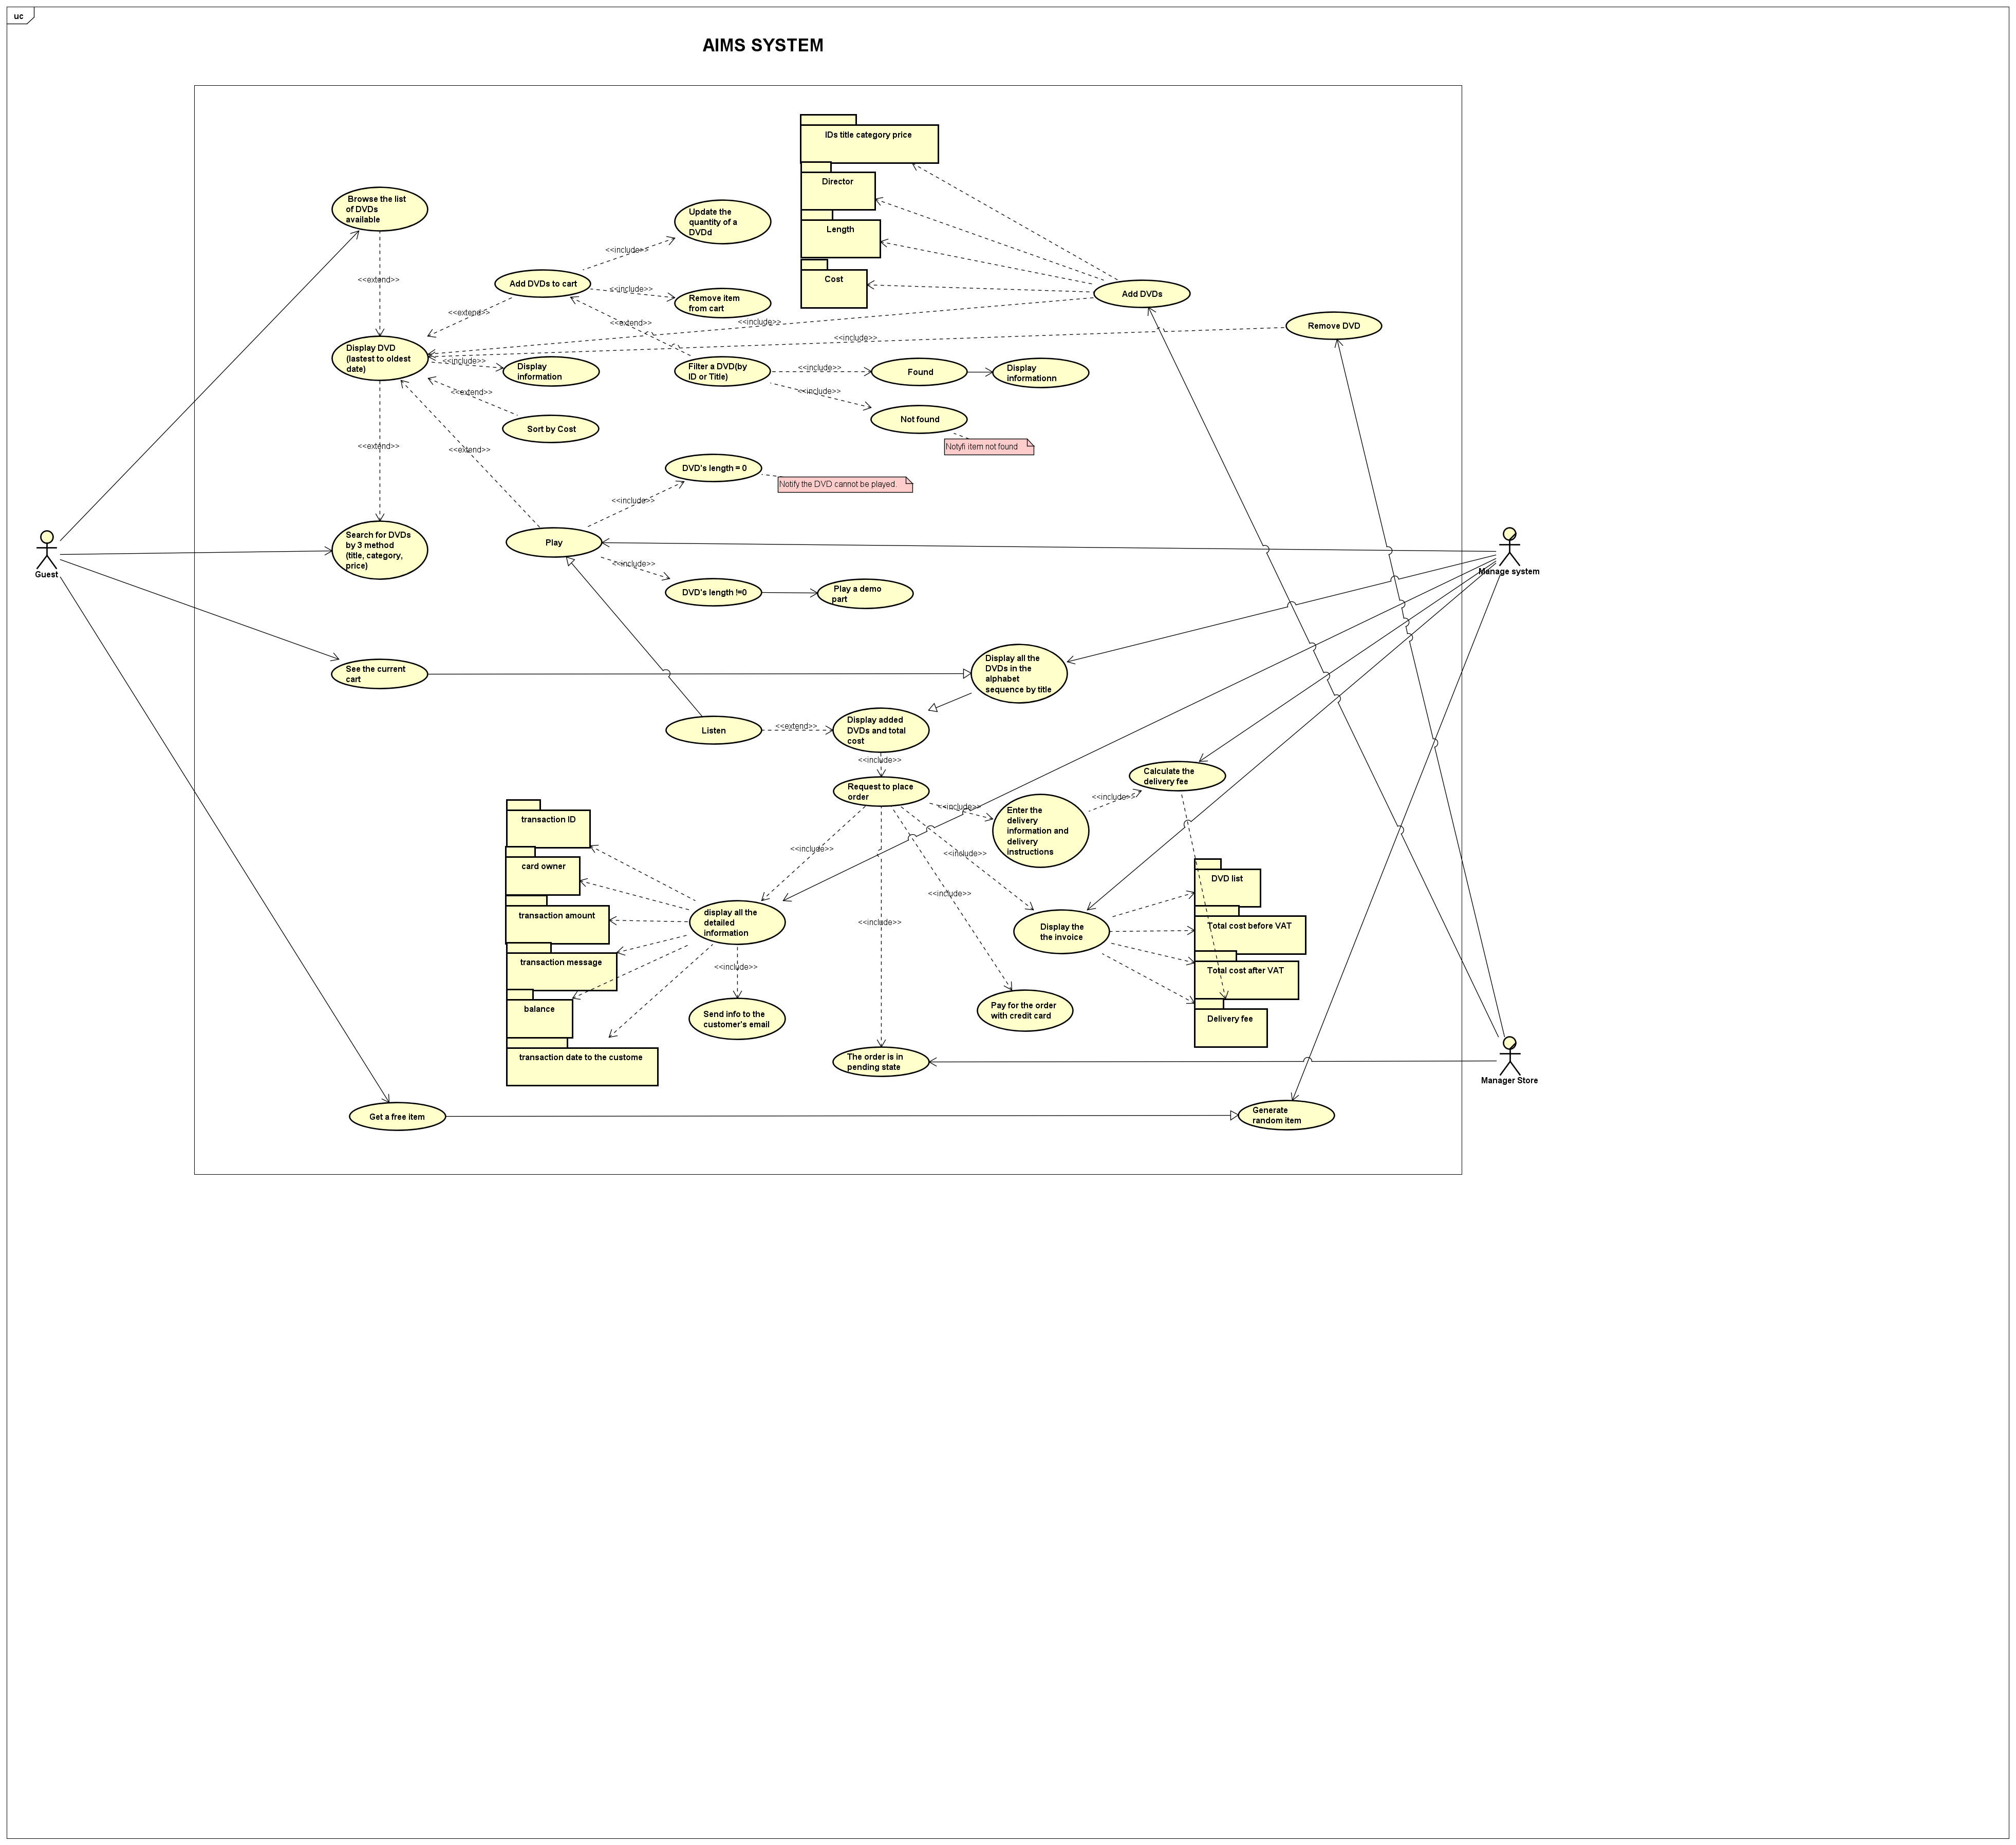 uc
AIMS SYSTEM
IDs title category price
Director
Length
Cost
Browse the list
of DVDs
available
Update the
quantity of a
DVDd
<<include>>
<<extend>>
Add DVDs to cart
<<include>>
Remove item
from cart
Add DVDs
<<extend>>
<<extend>>
<<include>>
Remove DVD
<<include>>
Display DVD
(lastest to oldest
date)
<<include>>
Display
information
Filter a DVD(by
ID or Title)
<<include>>
Found
Display
informationn
<<extend>>
<<include>>
Sort by Cost
Not found
Notyfi item not found
<<extend>>
<<extend>>
DVD's length = 0
Notify the DVD cannot be played.
<<include>>
Search for DVDs
by 3 method
(title, category,
price)
Play
<<include>>
Guest
Manage system
DVD's length !=0
Play a demo
part
See the current
cart
Display all the
DVDs in the
alphabet
sequence by title
Listen
<<extend>>
Display added
DVDs and total
cost
<<include>>
Request to place
order
Calculate the
delivery fee
<<include>>
<<include>>
Enter the
delivery
information and
delivery
instructions
transaction ID
<<include>>
<<include>>
card owner
DVD list
<<include>>
transaction amount
display all the
detailed
information
<<include>>
Display the
the invoice
Total cost before VAT
transaction message
<<include>>
Total cost after VAT
balance
Send info to the
customer's email
Pay for the order
with credit card
Delivery fee
transaction date to the custome
The order is in
pending state
Manager Store
Get a free item
Generate
random item